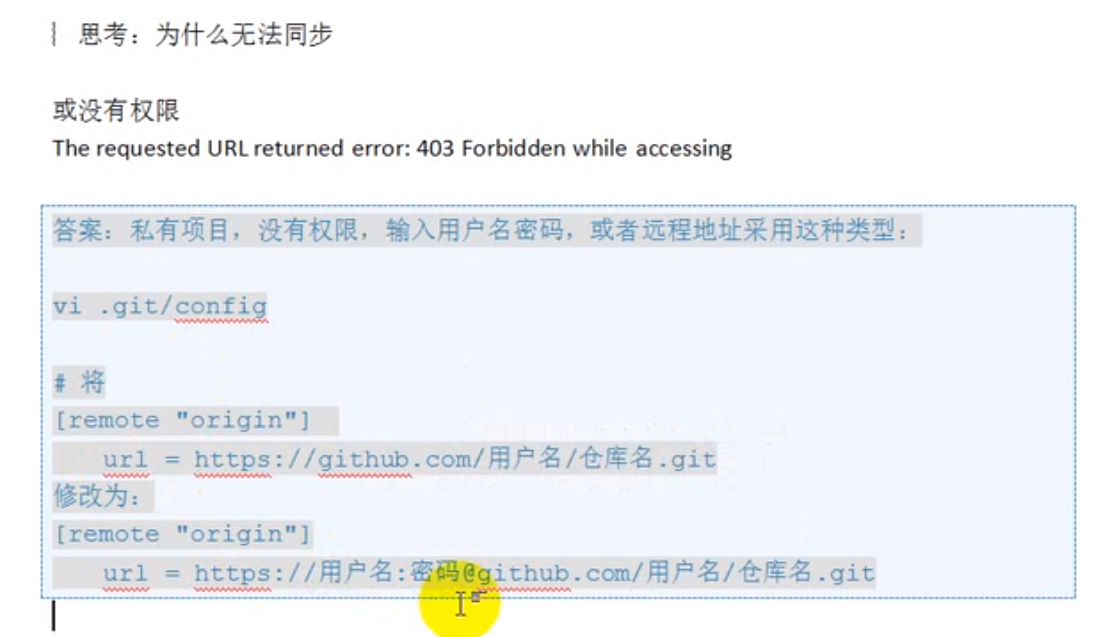 思考：为什么无法同步
或没有权限
The requested URL returned error: 403 Forbidden while accessing
答案：私有项目，没有权限，输入用户名密码，或者远程地址采用这种类型：
vi .git/config
# 将
[remote "origin"]
url = https://github.com/用户名/仓库名.git
修改为：
[remote "origin"]
url = https://用户名:密码@github.com/用户名/仓库名.git